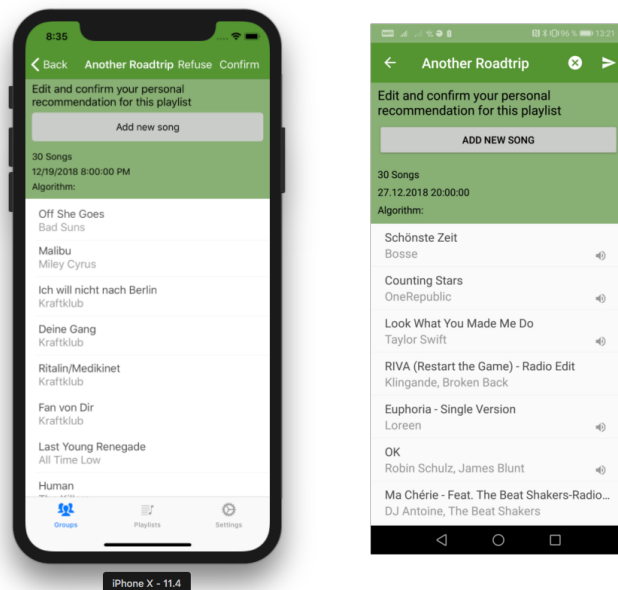 8:35
Back Another Roadtrip Refuse Confirm
Edit and confirm your personal
recommendation for this playlist
Add new song
30 Songs
12/19/2018 8:00:00 PM
Algorithm:
Off She Goes
Bad Suns
Malibu
Miley Cyrus
Ich will nicht nach Berlin
Kraftklub
Deine Gang
Kraftklub
Ritalin/Medikinet
Kraftklub
Fan von Dir
Kraftklub
Last Young Renegade
All Time Low
Human
Groups Playlists Settings
iPhone X - 11.4
96 % 12:21
Another Roadtrip
Edit and confirm your personal
recommendation for this playlist
ADD NEW SONG
30 Songs
27.12.2018 20:00:00
Algorithm:
Schönste Zeit
Bosse
Counting Stars
OneRepublic
Look What You Made Me Do
Taylor Swift
RIVA (Restart the Game) - Radio Edit
Klingande, Broken Back
Euphoria - Single Version
Loreen
OK
Robin Schulz, James Blunt
Ma Chérie - Feat. The Beat Shakers-Radio...
DJ Antoine, The Beat Shakers